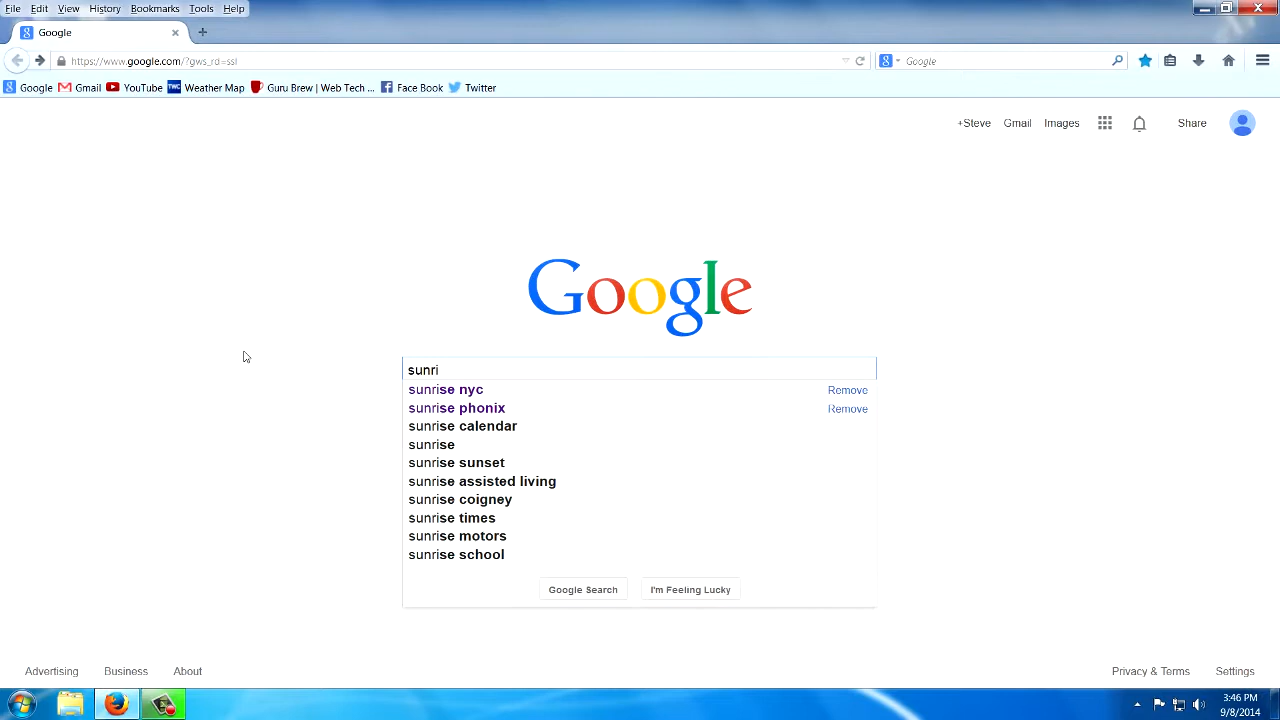 File Edit View History Bookmarks Tools Help
Google
https://www.google.com/?gws_rd=ssl
Google
Google Gmail YouTube Weather Map Guru Brew | Web Tech ... Face Book Twitter
+Steve Gmail Images Share
Google
sunri
sunrise nyc Remove
sunrise phonix Remove
sunrise calendar
sunrise
sunrise sunset
sunrise assisted living
sunrise coigney
sunrise times
sunrise motors
sunrise school
Google Search I'm Feeling Lucky
Advertising Business About Privacy & Terms Settings
3:46 PM
9/8/2014